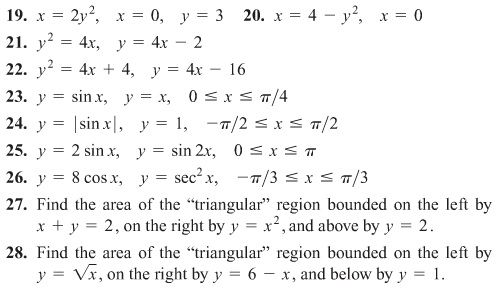 19. x = 2y², x = 0, y = 3 20. x = 4 − y², x = 0
21. y² = 4x, y = 4x − 2
22. y² = 4x + 4, y = 4x − 16
23. y = sin x, y = x, 0 ≤ x ≤ π/4
24. y = |sin x|, y = 1, −π/2 ≤ x ≤ π/2
25. y = 2 sin x, y = sin 2x, 0 ≤ x ≤ π
26. y = 8 cos x, y = sec² x, −π/3 ≤ x ≤ π/3
27. Find the area of the “triangular” region bounded on the left by
x + y = 2, on the right by y = x², and above by y = 2.
28. Find the area of the “triangular” region bounded on the left by
y = √x, on the right by y = 6 − x, and below by y = 1.